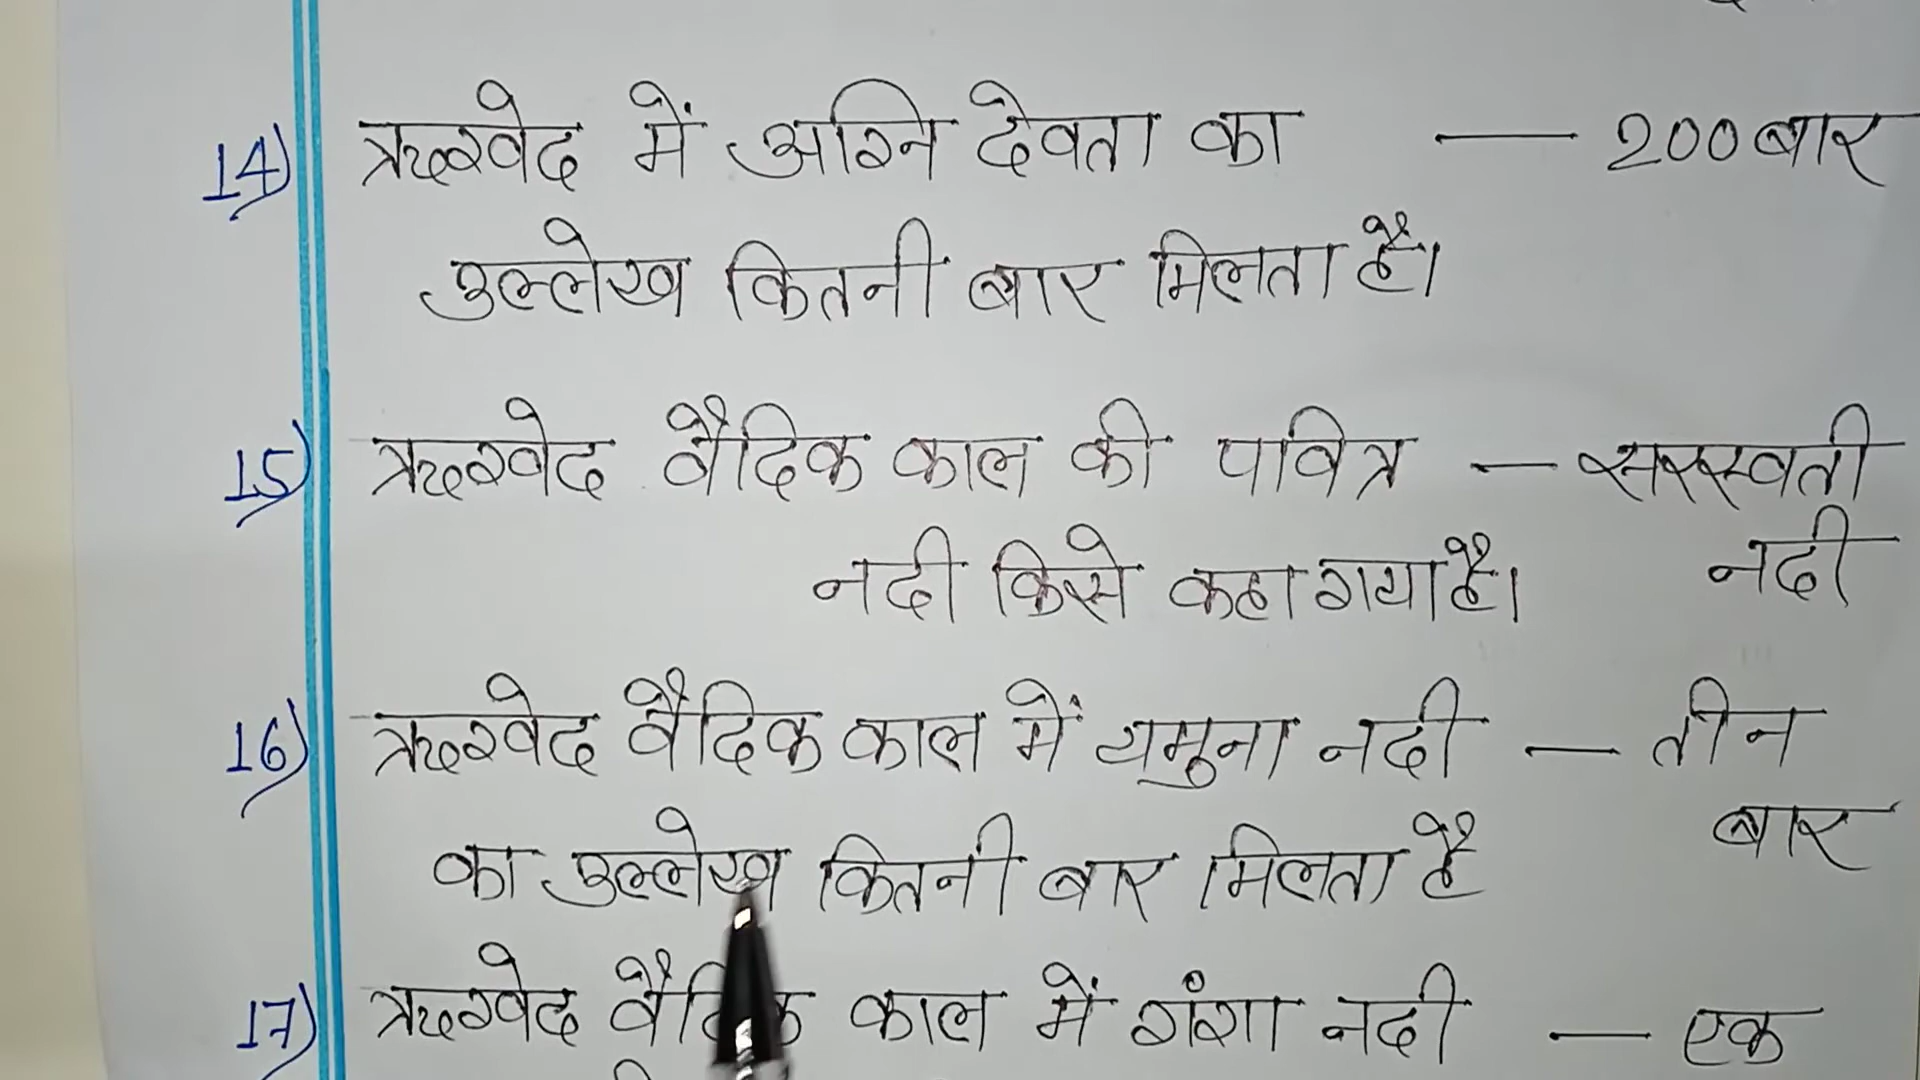 14) ऋग्वेद में अग्नि देवता का — 200 बार
उल्लेख कितनी बार मिलता है।
15) ऋग्वेद वैदिक काल की पवित्र — सरस्वती
नदी किसे कहा गया है। नदी
16) ऋग्वेद वैदिक काल में यमुना नदी — तीन
बार
का उल्लेख कितनी बार मिलता है
17) ऋग्वेद वैदिक काल में गंगा नदी — एक